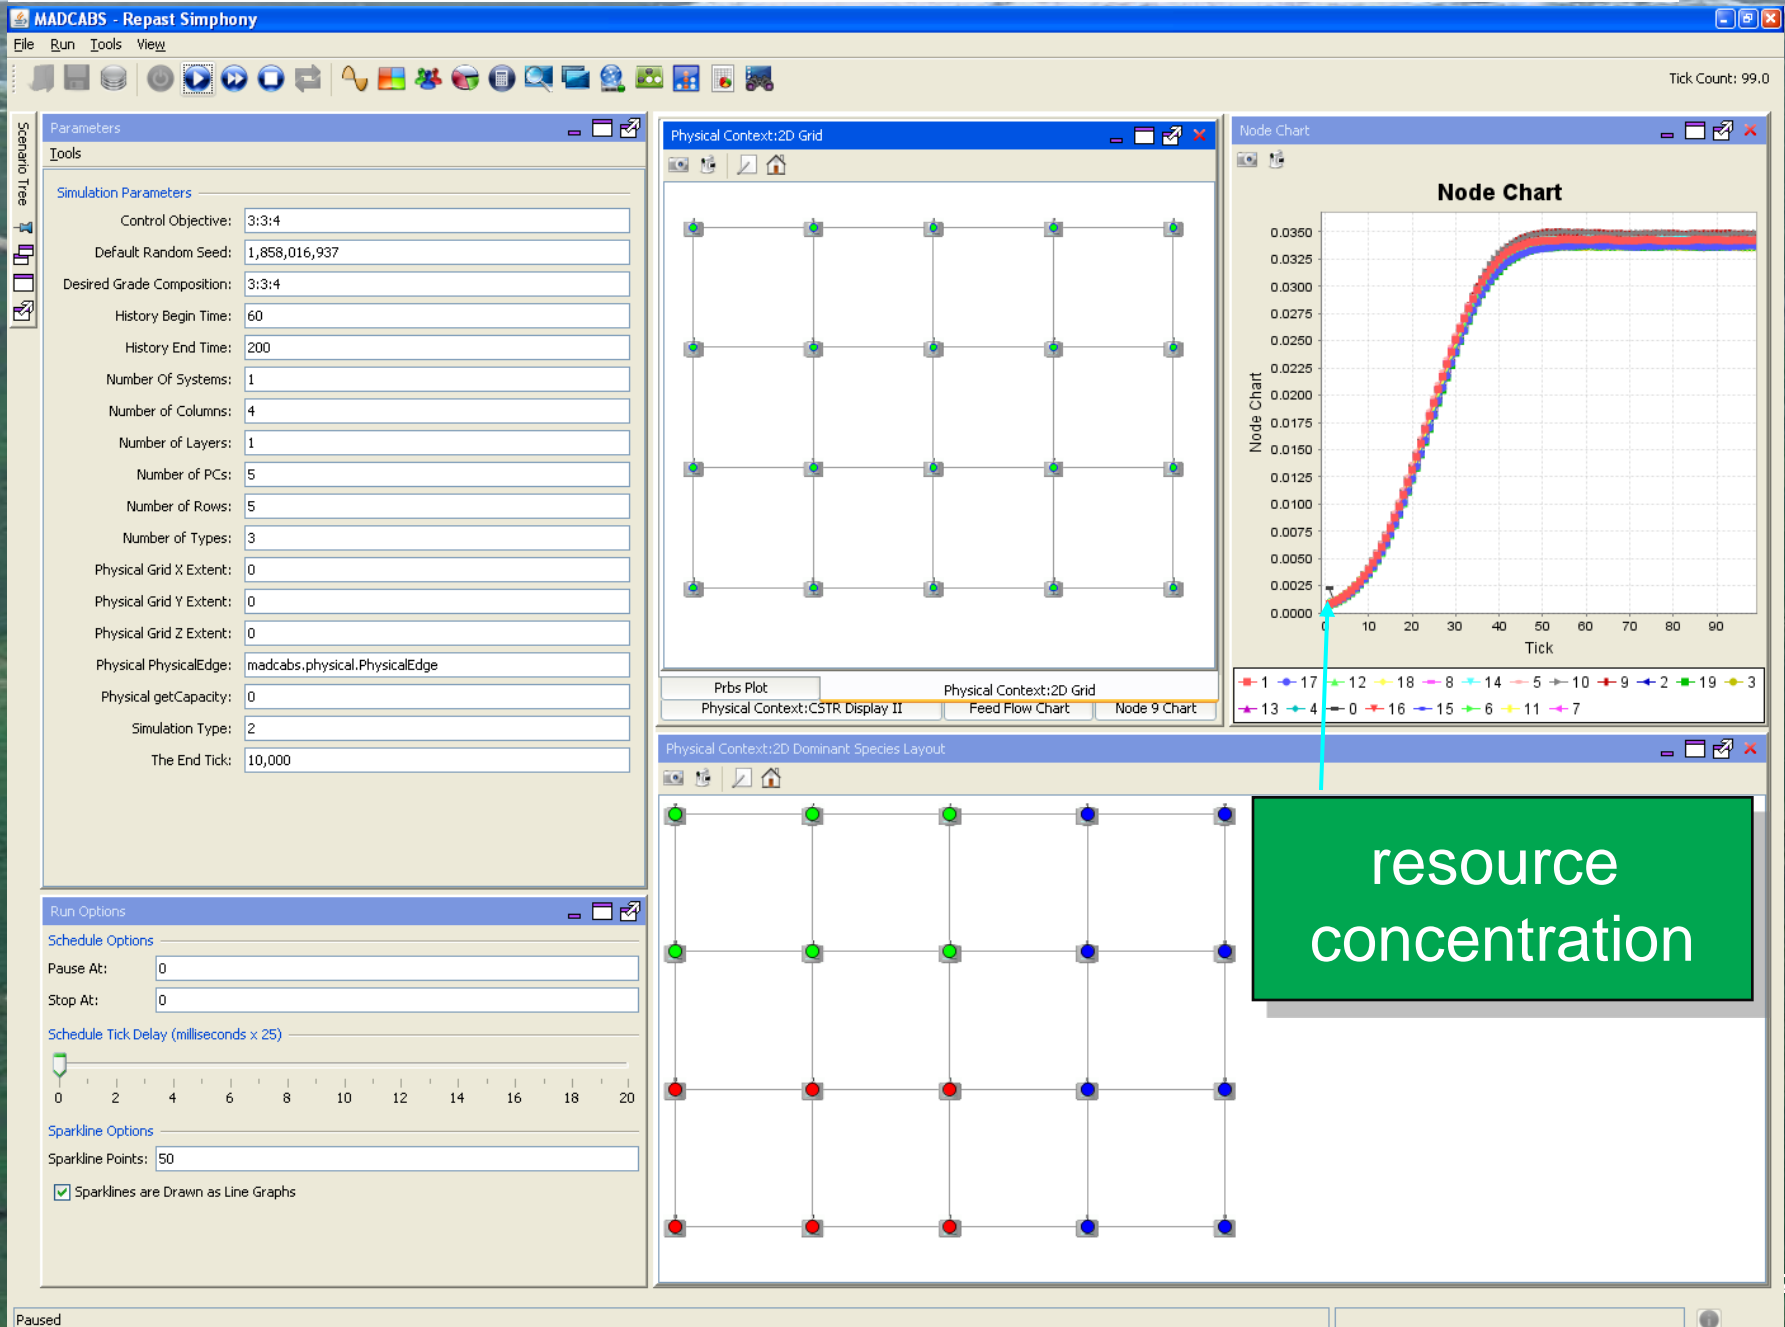 MADCABS - Repast Simphony
File Run Tools View
Tick Count: 99.0
Scenario Tree
Parameters
Tools
Simulation Parameters
Control Objective: 3:3:4
Default Random Seed: 1,858,016,937
Desired Grade Composition: 3:3:4
History Begin Time: 60
History End Time: 200
Number Of Systems: 1
Number of Columns: 4
Number of Layers: 1
Number of PCs: 5
Number of Rows: 5
Number of Types: 3
Physical Grid X Extent: 0
Physical Grid Y Extent: 0
Physical Grid Z Extent: 0
Physical PhysicalEdge: madcabs.physical.PhysicalEdge
Physical getCapacity: 0
Simulation Type: 2
The End Tick: 10,000
Run Options
Schedule Options
Pause At: 0
Stop At: 0
Schedule Tick Delay (milliseconds x 25)
0 2 4 6 8 10 12 14 16 18 20
Sparkline Options
Sparkline Points: 50
Sparklines are Drawn as Line Graphs
Physical Context:2D Grid
Prbs Plot Physical Context:2D Grid
Physical Context:CSTR Display II Feed Flow Chart Node 9 Chart
Node Chart
Node Chart
Node Chart
0.0350
0.0325
0.0300
0.0275
0.0250
0.0225
0.0200
0.0175
0.0150
0.0125
0.0100
0.0075
0.0050
0.0025
0.0000
0 10 20 30 40 50 60 70 80 90
Tick
1 17 12 18 8 14 5 10 9 2 19 3
13 4 0 16 15 6 11 7
Physical Context:2D Dominant Species Layout
resource
concentration
Paused